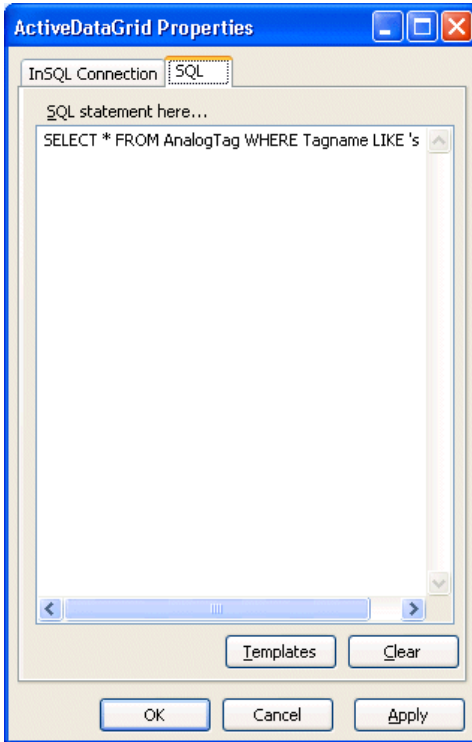 ActiveDataGrid Properties
InSQL Connection
SQL
SQL statement here...
SELECT * FROM AnalogTag WHERE Tagname LIKE 's
Templates
Clear
OK
Cancel
Apply